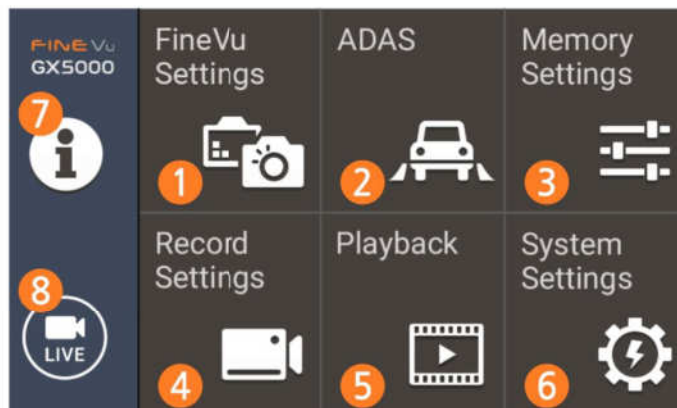 FINEVu
GX5000
7
8
LIVE
FineVu
Settings
1
ADAS
2
Memory
Settings
3
Record
Settings
4
Playback
5
System
Settings
6